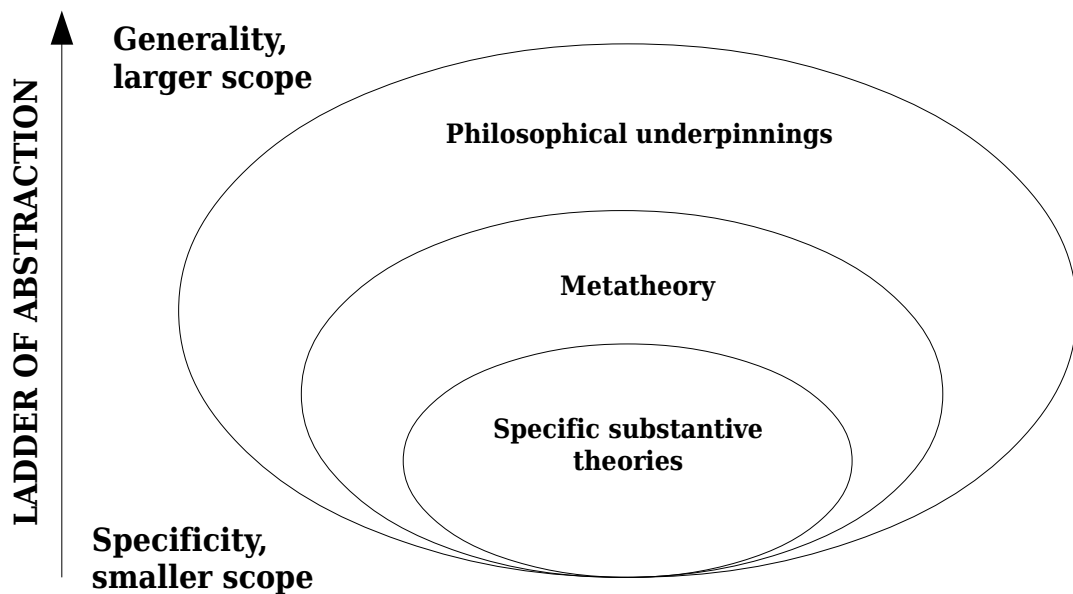 Generality,
larger scope
LADDER OF ABSTRACTION
Philosophical underpinnings
Metatheory
Specific substantive
theories
Specificity,
smaller scope